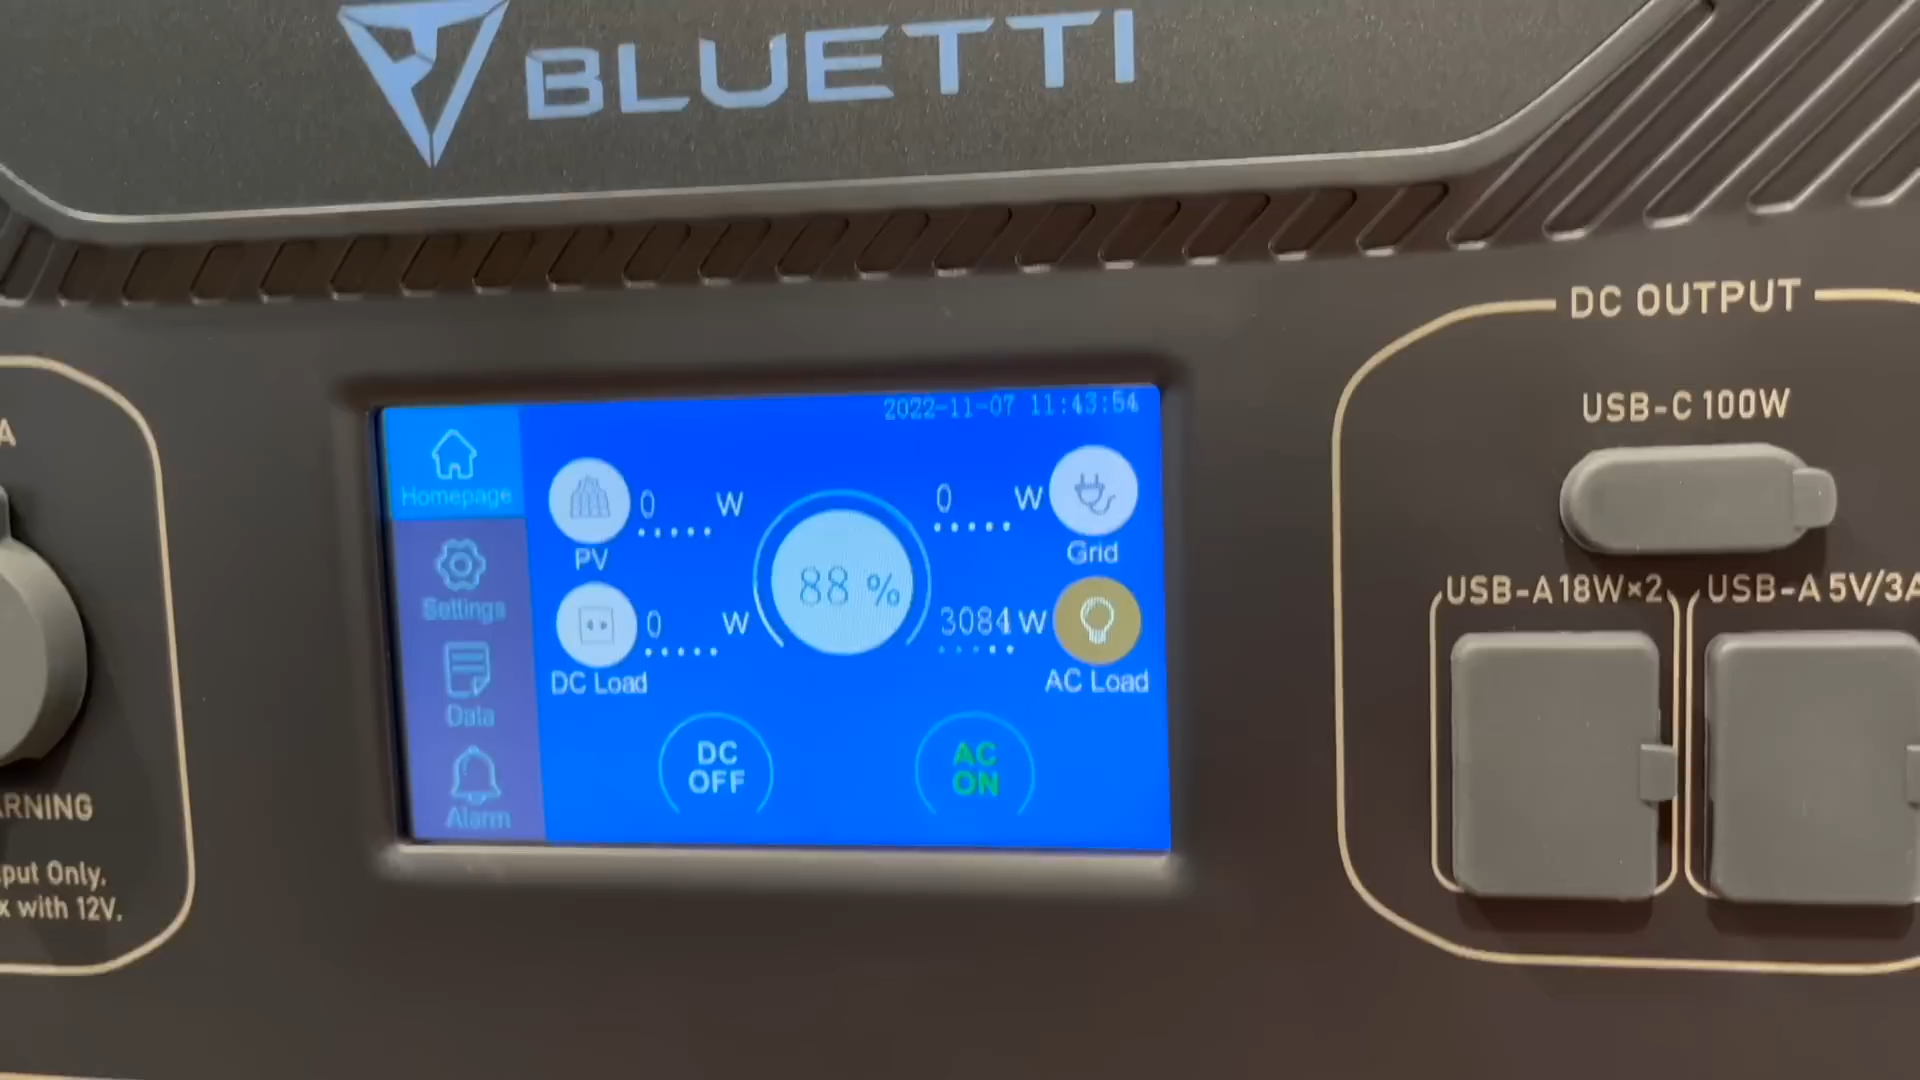 BLUETTI
DC OUTPUT
USB-C 100W
USB-A 18W×2
USB-A 5V/3A
A
ARNING
put Only.
x with 12V.
2022-11-07 11:43:54
Homepage
Settings
Data
Alarm
0 W
PV
0 W
DC Load
88 %
0 W
Grid
3084 W
AC Load
DC
OFF
AC
ON